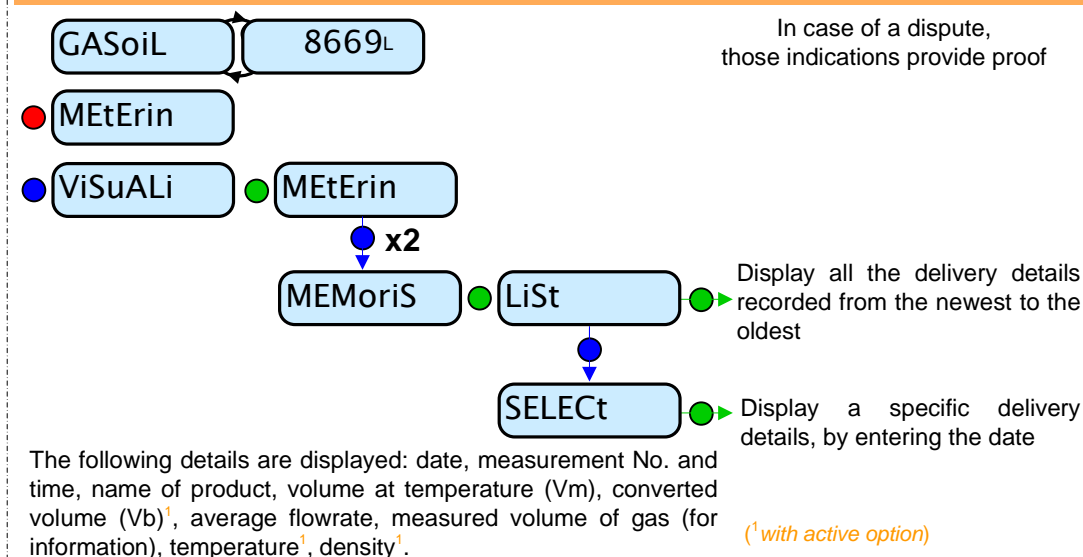 GASoiL 8669L
In case of a dispute,
those indications provide proof
MEtErin
ViSuALi MEtErin
x2
MEMoriS LiSt
Display all the delivery details
recorded from the newest to the
oldest
SELECt
Display a specific delivery
details, by entering the date
The following details are displayed: date, measurement No. and
time, name of product, volume at temperature (Vm), converted
volume (Vb)¹, average flowrate, measured volume of gas (for
information), temperature¹, density¹.
(¹with active option)